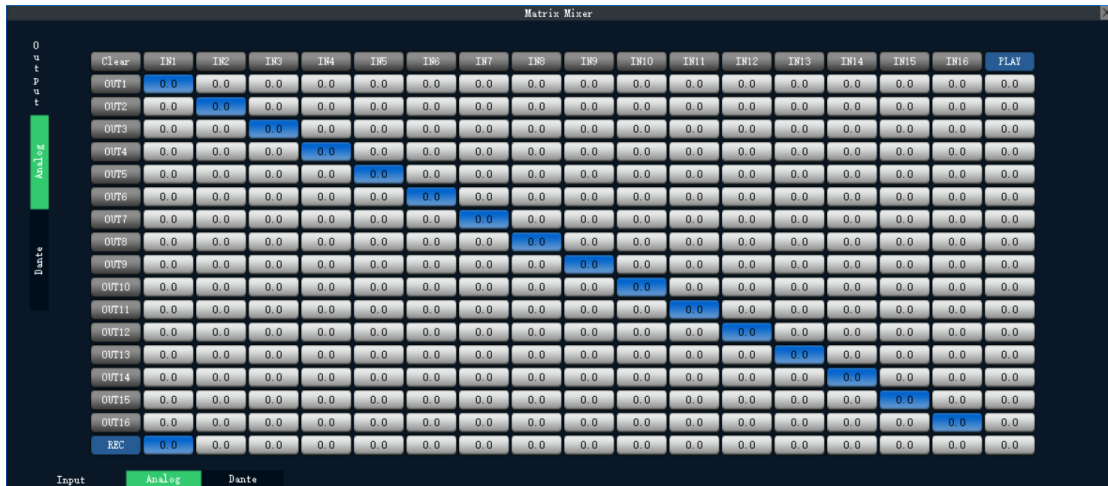 Matrix Mixer
Output
Clear IN1 IN2 IN3 IN4 IN5 IN6 IN7 IN8 IN9 IN10 IN11 IN12 IN13 IN14 IN15 IN16 PLAY
OUT1 0.0 0.0 0.0 0.0 0.0 0.0 0.0 0.0 0.0 0.0 0.0 0.0 0.0 0.0 0.0 0.0 0.0
OUT2 0.0 0.0 0.0 0.0 0.0 0.0 0.0 0.0 0.0 0.0 0.0 0.0 0.0 0.0 0.0 0.0 0.0
OUT3 0.0 0.0 0.0 0.0 0.0 0.0 0.0 0.0 0.0 0.0 0.0 0.0 0.0 0.0 0.0 0.0 0.0
OUT4 0.0 0.0 0.0 0.0 0.0 0.0 0.0 0.0 0.0 0.0 0.0 0.0 0.0 0.0 0.0 0.0 0.0
Analog
OUT5 0.0 0.0 0.0 0.0 0.0 0.0 0.0 0.0 0.0 0.0 0.0 0.0 0.0 0.0 0.0 0.0 0.0
OUT6 0.0 0.0 0.0 0.0 0.0 0.0 0.0 0.0 0.0 0.0 0.0 0.0 0.0 0.0 0.0 0.0 0.0
OUT7 0.0 0.0 0.0 0.0 0.0 0.0 0.0 0.0 0.0 0.0 0.0 0.0 0.0 0.0 0.0 0.0 0.0
OUT8 0.0 0.0 0.0 0.0 0.0 0.0 0.0 0.0 0.0 0.0 0.0 0.0 0.0 0.0 0.0 0.0 0.0
Dante
OUT9 0.0 0.0 0.0 0.0 0.0 0.0 0.0 0.0 0.0 0.0 0.0 0.0 0.0 0.0 0.0 0.0 0.0
OUT10 0.0 0.0 0.0 0.0 0.0 0.0 0.0 0.0 0.0 0.0 0.0 0.0 0.0 0.0 0.0 0.0 0.0
OUT11 0.0 0.0 0.0 0.0 0.0 0.0 0.0 0.0 0.0 0.0 0.0 0.0 0.0 0.0 0.0 0.0 0.0
OUT12 0.0 0.0 0.0 0.0 0.0 0.0 0.0 0.0 0.0 0.0 0.0 0.0 0.0 0.0 0.0 0.0 0.0
OUT13 0.0 0.0 0.0 0.0 0.0 0.0 0.0 0.0 0.0 0.0 0.0 0.0 0.0 0.0 0.0 0.0 0.0
OUT14 0.0 0.0 0.0 0.0 0.0 0.0 0.0 0.0 0.0 0.0 0.0 0.0 0.0 0.0 0.0 0.0 0.0
OUT15 0.0 0.0 0.0 0.0 0.0 0.0 0.0 0.0 0.0 0.0 0.0 0.0 0.0 0.0 0.0 0.0 0.0
OUT16 0.0 0.0 0.0 0.0 0.0 0.0 0.0 0.0 0.0 0.0 0.0 0.0 0.0 0.0 0.0 0.0 0.0
REC 0.0 0.0 0.0 0.0 0.0 0.0 0.0 0.0 0.0 0.0 0.0 0.0 0.0 0.0 0.0 0.0 0.0
Input Analog Dante